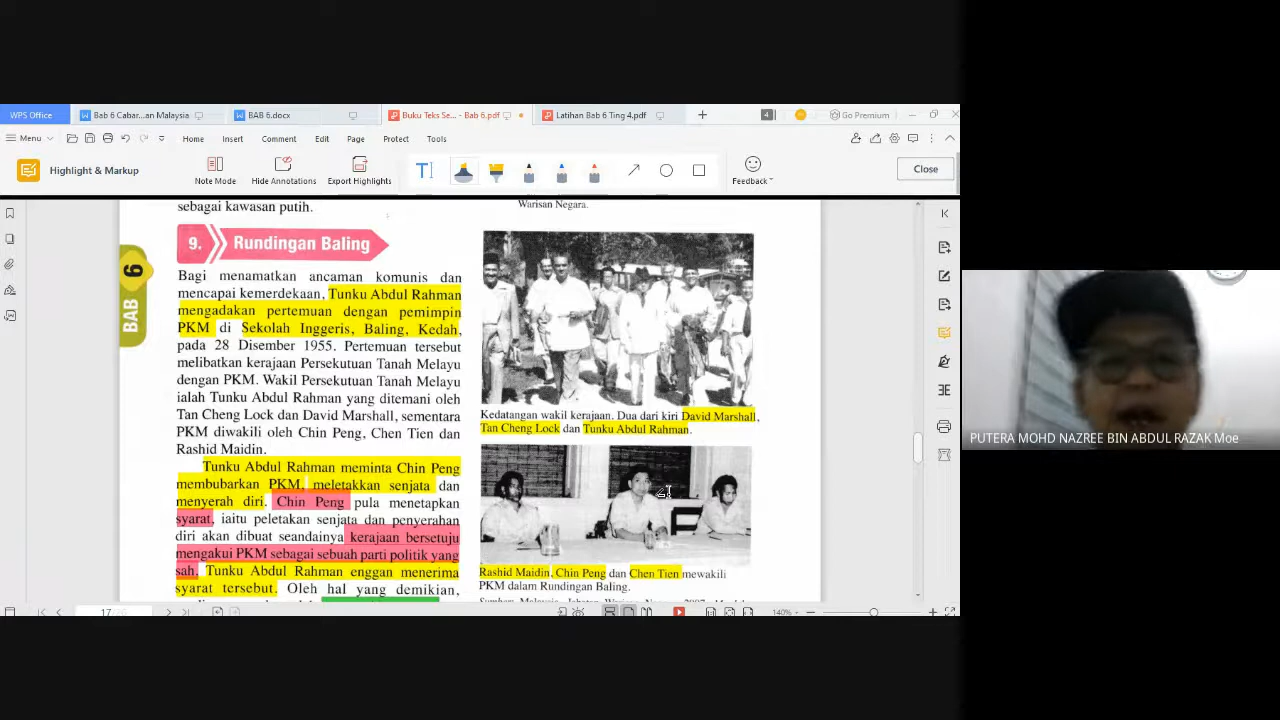 WPS Office
Bab 6 Cabar...an Malaysia
BAB 6.docx
Buku Teks Se... - Bab 6.pdf
Latihan Bab 6 Ting 4.pdf
4
Go Premium
Menu
Home
Insert
Comment
Edit
Page
Protect
Tools
Highlight & Markup
Note Mode
Hide Annotations
Export Highlights
Feedback
Close
sebagai kawasan putih.
Warisan Negara.
BAB 6
9. Rundingan Baling
Bagi menamatkan ancaman komunis dan
mencapai kemerdekaan, Tunku Abdul Rahman
mengadakan pertemuan dengan pemimpin
PKM di Sekolah Inggeris, Baling, Kedah,
pada 28 Disember 1955. Pertemuan tersebut
melibatkan kerajaan Persekutuan Tanah Melayu
dengan PKM. Wakil Persekutuan Tanah Melayu
ialah Tunku Abdul Rahman yang ditemani oleh
Tan Cheng Lock dan David Marshall, sementara
PKM diwakili oleh Chin Peng, Chen Tien dan
Rashid Maidin.
Tunku Abdul Rahman meminta Chin Peng
membubarkan PKM, meletakkan senjata dan
menyerah diri. Chin Peng pula menetapkan
syarat, iaitu peletakan senjata dan penyerahan
diri akan dibuat seandainya kerajaan bersetuju
mengakui PKM sebagai sebuah parti politik yang
sah. Tunku Abdul Rahman enggan menerima
syarat tersebut. Oleh hal yang demikian,
Kedatangan wakil kerajaan. Dua dari kiri David Marshall,
Tan Cheng Lock dan Tunku Abdul Rahman.
Rashid Maidin, Chin Peng dan Chen Tien mewakili
PKM dalam Rundingan Baling.
17
140%
PUTERA MOHD NAZREE BIN ABDUL RAZAK Moe